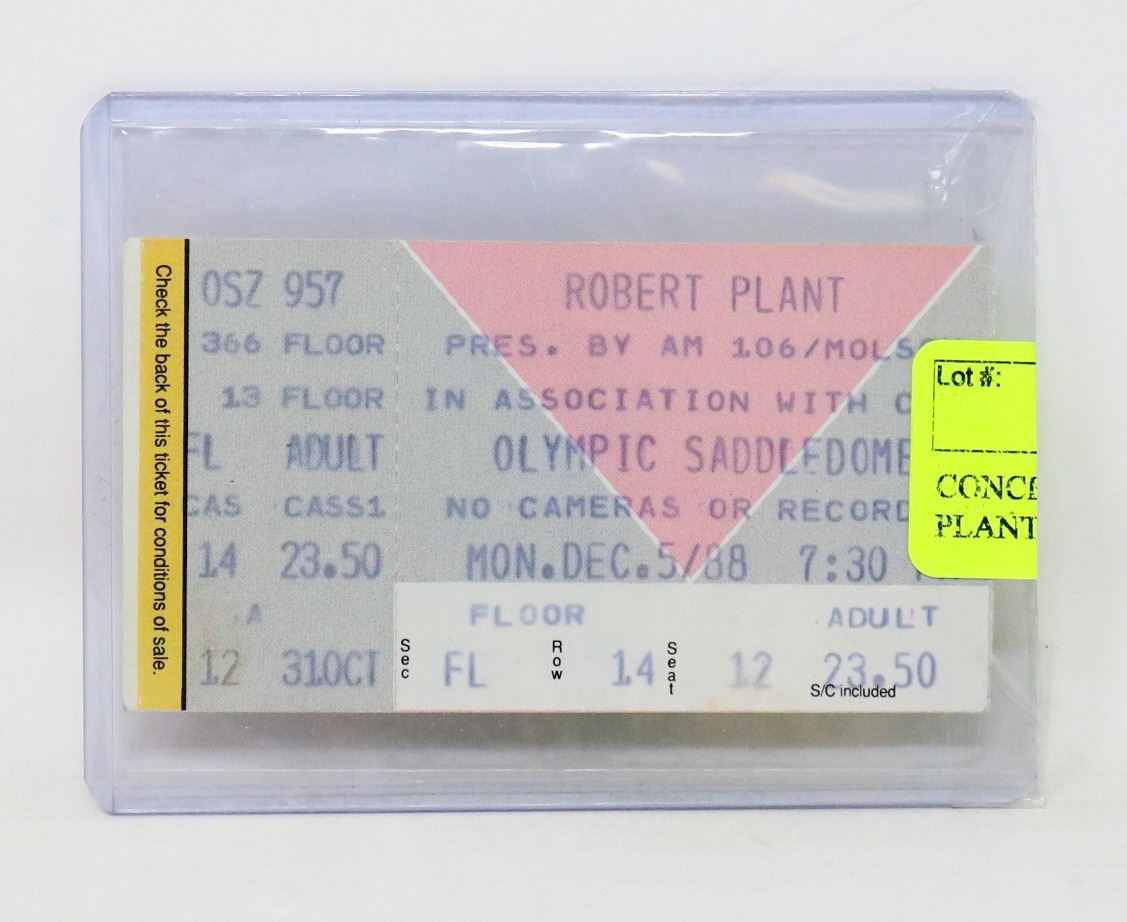 Check the back of this ticket for conditions of sale.
OSZ 957
366 FLOOR
13 FLOOR
FL ADULT
CAS CASS1
14 23.50
A
12 31OCT
ROBERT PLANT
PRES. BY AM 106/MOLS
IN ASSOCIATION WITH C
OLYMPIC SADDLEDOME
NO CAMERAS OR RECORD
MON.DEC.5/88 7:30
FLOOR ADULT
Sec FL Row 14 Seat 12 23.50
S/C included
Lot #:
CONCE
PLANT